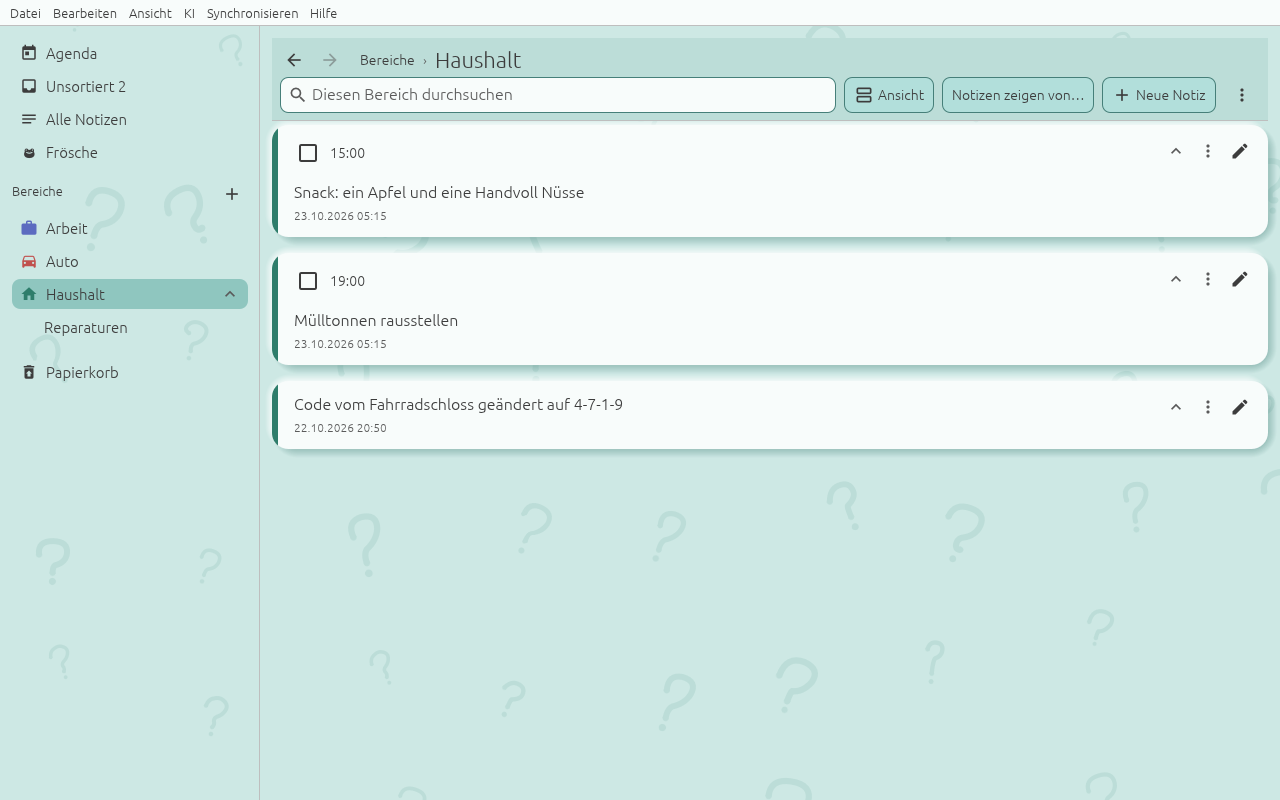 Datei Bearbeiten Ansicht KI Synchronisieren Hilfe
Agenda
Unsortiert 2
Alle Notizen
Frösche
Bereiche
Arbeit
Auto
Haushalt
Reparaturen
Papierkorb
Bereiche › Haushalt
Diesen Bereich durchsuchen
Ansicht
Notizen zeigen von…
Neue Notiz
15:00
Snack: ein Apfel und eine Handvoll Nüsse
23.10.2026 05:15
19:00
Mülltonnen rausstellen
23.10.2026 05:15
Code vom Fahrradschloss geändert auf 4-7-1-9
22.10.2026 20:50